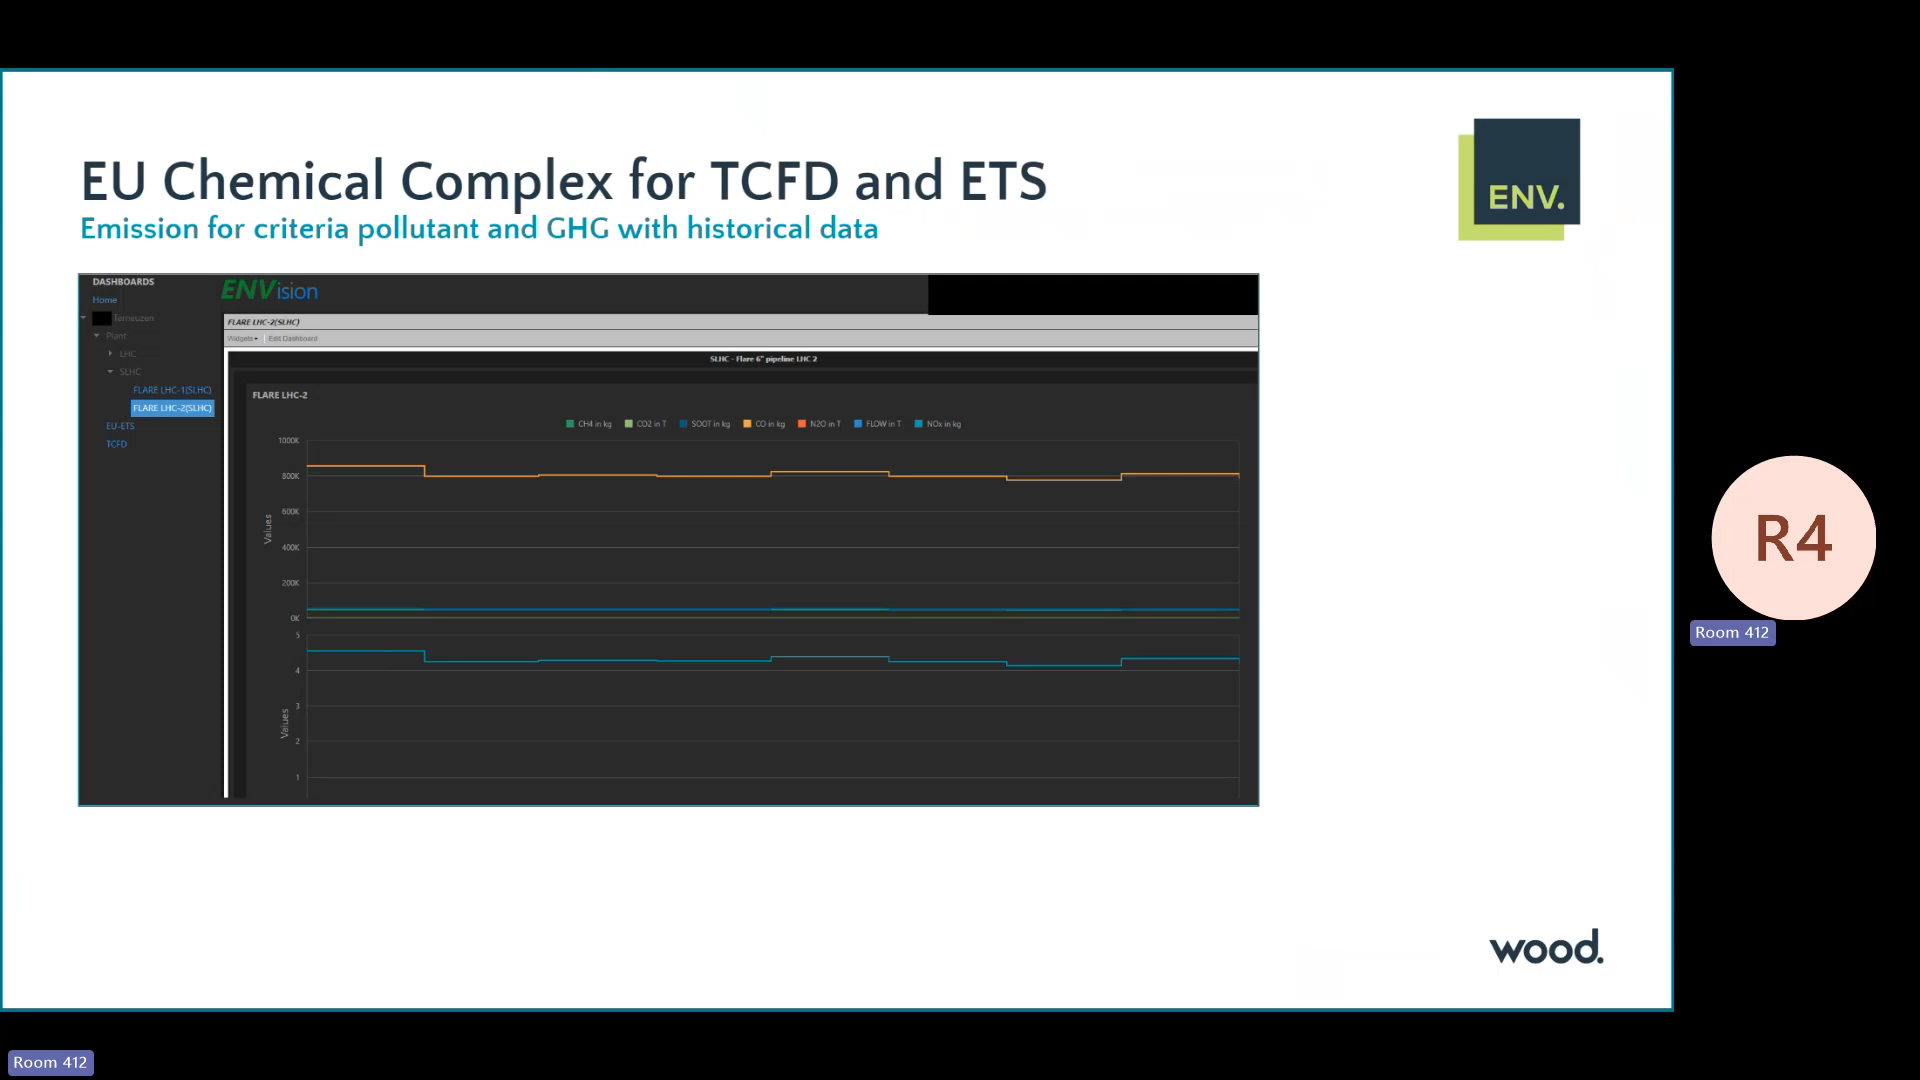 EU Chemical Complex for TCFD and ETS
Emission for criteria pollutant and GHG with historical data
ENV.
DASHBOARDS
Home
Terneuzen
Plant
LHC
SLHC
FLARE LHC-1(SLHC)
FLARE LHC-2(SLHC)
EU-ETS
TCFD
ENVision
FLARE LHC-2(SLHC)
Widgets Edit Dashboard
SLHC - Flare 6" pipeline LHC 2
FLARE LHC-2
CH4 in kg CO2 in T SOOT in kg CO in kg N2O in T FLOW in T NOx in kg
1000K
800K
600K
400K
200K
0K
Values
5
4
3
2
1
Values
wood.
R4
Room 412
Room 412